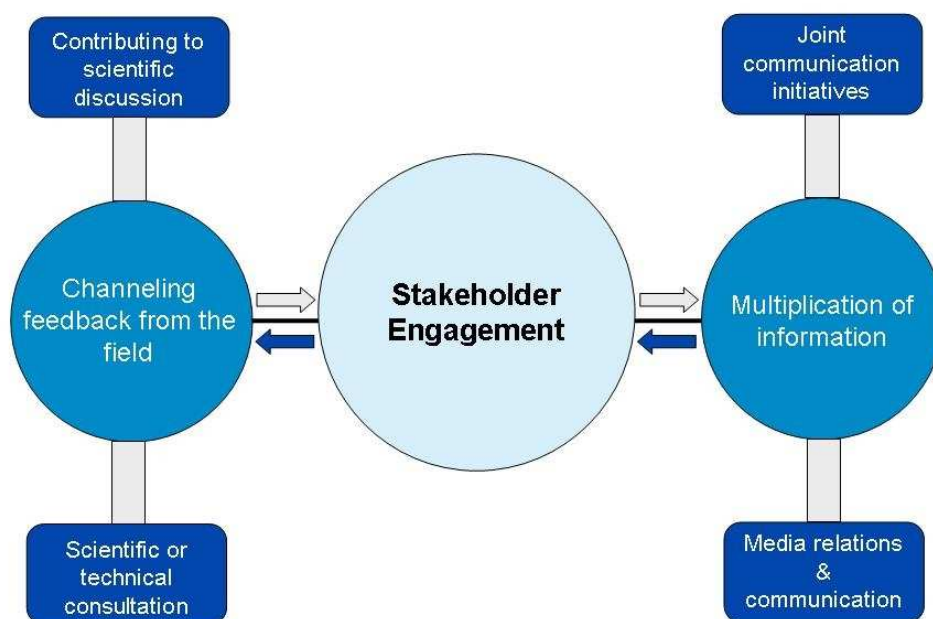 Contributing to
scientific
discussion
Joint
communication
initiatives
Channeling
feedback from the
field
Stakeholder
Engagement
Multiplication of
information
Scientific or
technical
consultation
Media relations
&
communication